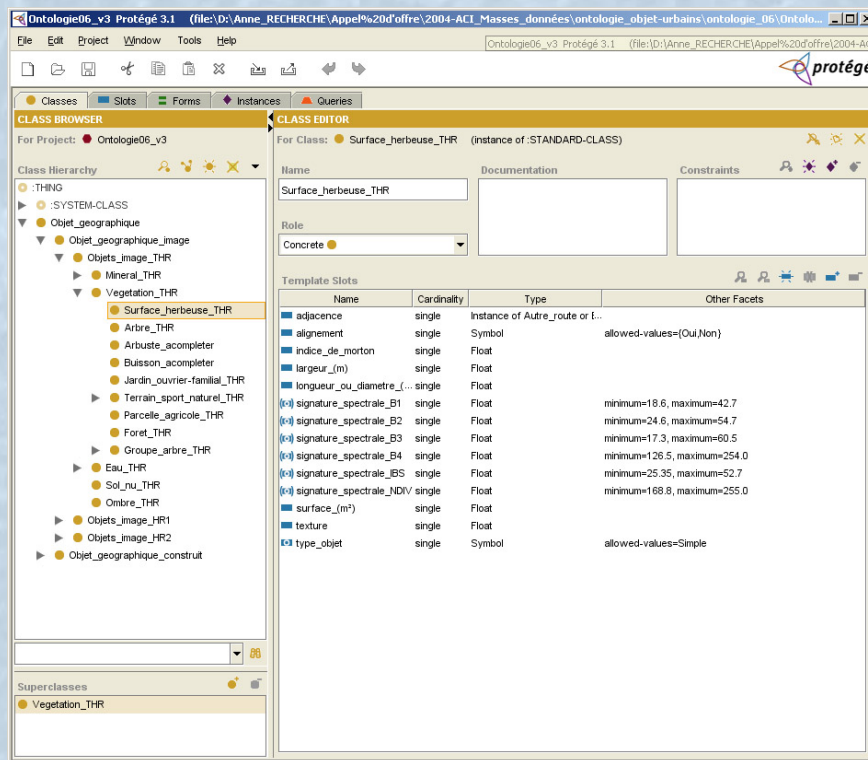 Ontologie06_v3 Protégé 3.1 (file:\D:\Anne_RECHERCHE\Appel%20d'offre\2004-ACI_Masses_données\ontologie_objet-urbains\ontologie_06\Ontolo...
File Edit Project Window Tools Help
Ontologie06_v3 Protégé 3.1 (file:\D:\Anne_RECHERCHE\Appel%20d'offre\2004-AC
protégé
Classes Slots Forms Instances Queries
CLASS BROWSER
For Project: Ontologie06_v3
Class Hierarchy
:THING
:SYSTEM-CLASS
Objet_geographique
Objet_geographique_image
Objets_image_THR
Mineral_THR
Vegetation_THR
Surface_herbeuse_THR
Arbre_THR
Arbuste_acompleter
Buisson_acompleter
Jardin_ouvrier-familial_THR
Terrain_sport_naturel_THR
Parcelle_agricole_THR
Foret_THR
Groupe_arbre_THR
Eau_THR
Sol_nu_THR
Ombre_THR
Objets_image_HR1
Objets_image_HR2
Objet_geographique_construit
Superclasses
Vegetation_THR
CLASS EDITOR
For Class: Surface_herbeuse_THR (instance of :STANDARD-CLASS)
Name Documentation Constraints
Surface_herbeuse_THR
Role
Concrete
Template Slots
Name Cardinality Type Other Facets
adjacence single Instance of Autre_route or E...
alignement single Symbol allowed-values={Oui,Non}
indice_de_morton single Float
largeur_(m) single Float
longueur_ou_diametre_(... single Float
signature_spectrale_B1 single Float minimum=18.6, maximum=42.7
signature_spectrale_B2 single Float minimum=24.6, maximum=54.7
signature_spectrale_B3 single Float minimum=17.3, maximum=60.5
signature_spectrale_B4 single Float minimum=126.5, maximum=254.0
signature_spectrale_IBS single Float minimum=25.35, maximum=52.7
signature_spectrale_NDIV single Float minimum=168.8, maximum=255.0
surface_(m²) single Float
texture single Float
type_objet single Symbol allowed-values=Simple